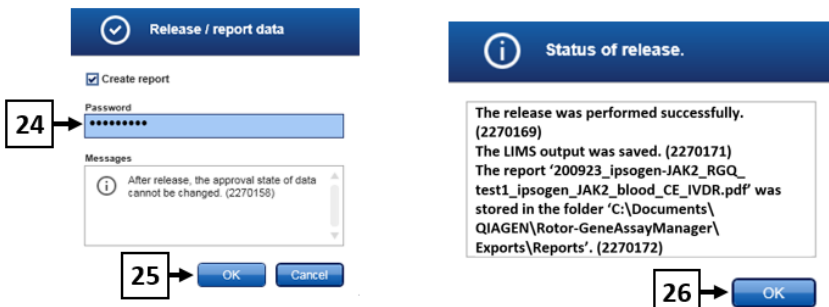 Release / report data
Create report
Password
24
•••••••••
Messages
After release, the approval state of data
cannot be changed. (2270158)
25
OK
Cancel
Status of release.
The release was performed successfully.
(2270169)
The LIMS output was saved. (2270171)
The report ‘200923_ipsogen-JAK2_RGQ_
test1_ipsogen_JAK2_blood_CE_IVDR.pdf’ was
stored in the folder ‘C:\Documents\
QIAGEN\Rotor-GeneAssayManager\
Exports\Reports’. (2270172)
26
OK